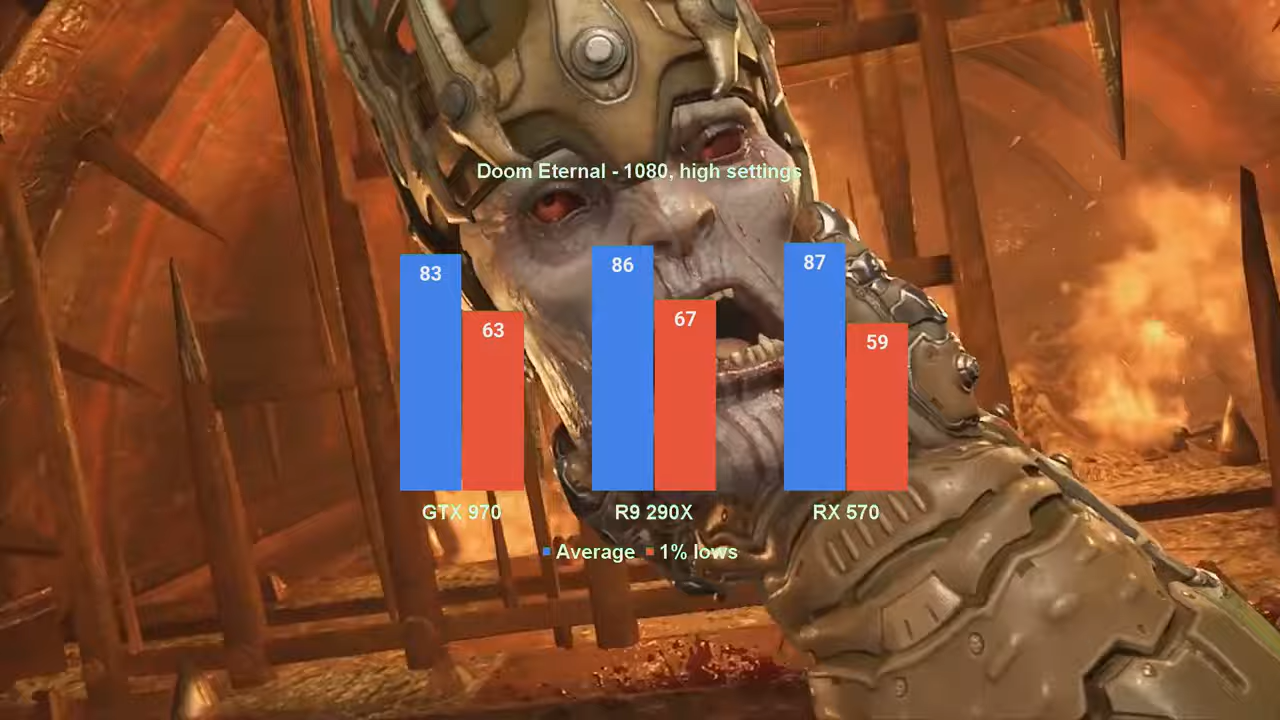 Doom Eternal - 1080, high settings
83 63 86 67 87 59
GTX 970 R9 290X RX 570
Average 1% lows